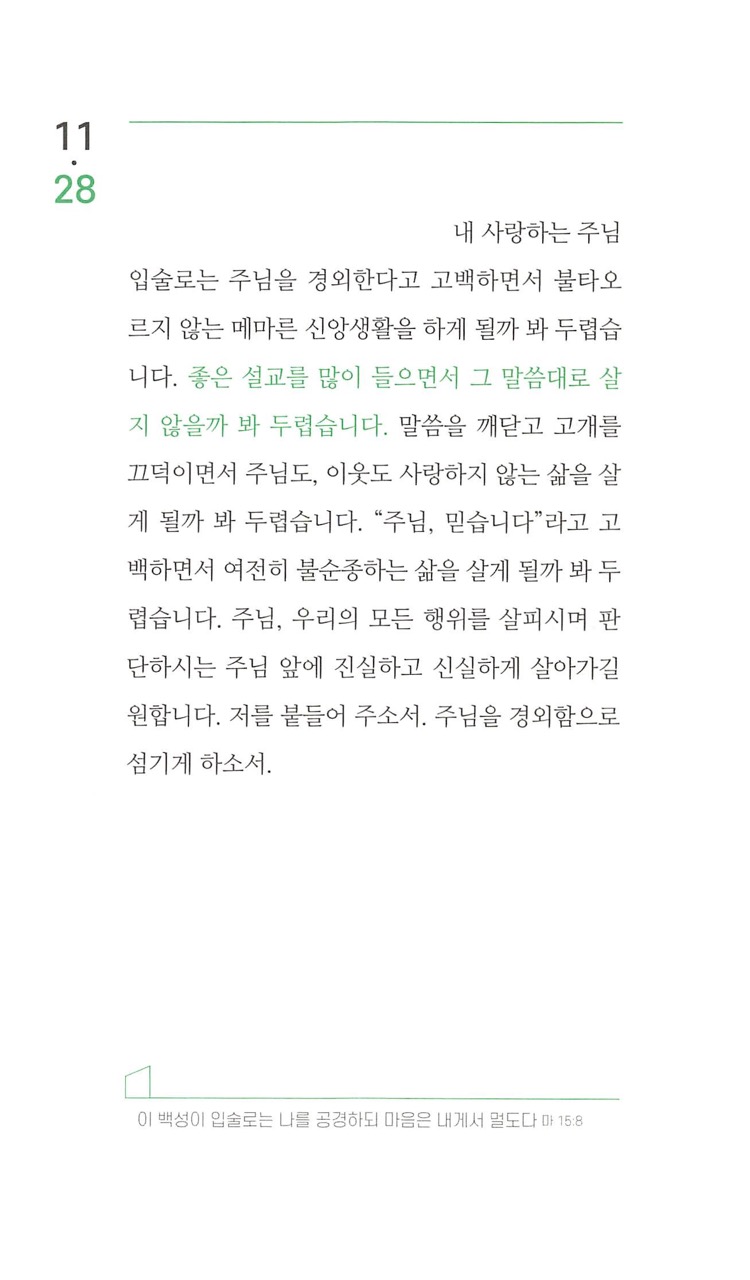 11
·
28
내 사랑하는 주님
입술로는 주님을 경외한다고 고백하면서 불타오
르지 않는 메마른 신앙생활을 하게 될까 봐 두렵습
니다. 좋은 설교를 많이 들으면서 그 말씀대로 살
지 않을까 봐 두렵습니다. 말씀을 깨닫고 고개를
끄덕이면서 주님도, 이웃도 사랑하지 않는 삶을 살
게 될까 봐 두렵습니다. “주님, 믿습니다”라고 고
백하면서 여전히 불순종하는 삶을 살게 될까 봐 두
렵습니다. 주님, 우리의 모든 행위를 살피시며 판
단하시는 주님 앞에 진실하고 신실하게 살아가길
원합니다. 저를 붙들어 주소서. 주님을 경외함으로
섬기게 하소서.
이 백성이 입술로는 나를 공경하되 마음은 내게서 멀도다 마 15:8